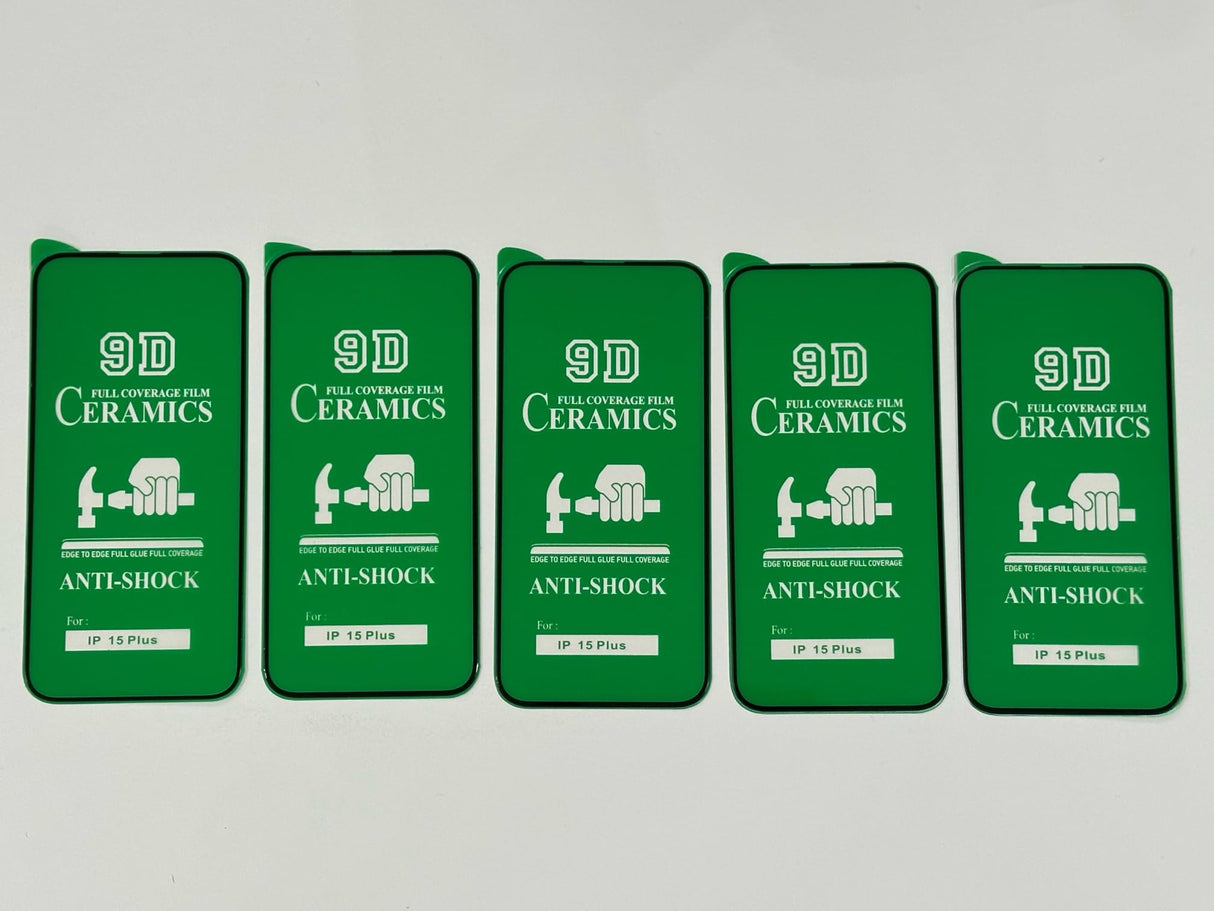 9D
FULL COVERAGE FILM
CERAMICS
EDGE TO EDGE FULL GLUE FULL COVERAGE
ANTI-SHOCK
For :
IP 15 Plus
9D
FULL COVERAGE FILM
CERAMICS
EDGE TO EDGE FULL GLUE FULL COVERAGE
ANTI-SHOCK
For :
IP 15 Plus
9D
FULL COVERAGE FILM
CERAMICS
EDGE TO EDGE FULL GLUE FULL COVERAGE
ANTI-SHOCK
For :
IP 15 Plus
9D
FULL COVERAGE FILM
CERAMICS
EDGE TO EDGE FULL GLUE FULL COVERAGE
ANTI-SHOCK
For :
IP 15 Plus
9D
FULL COVERAGE FILM
CERAMICS
EDGE TO EDGE FULL GLUE FULL COVERAGE
ANTI-SHOCK
For :
IP 15 Plus